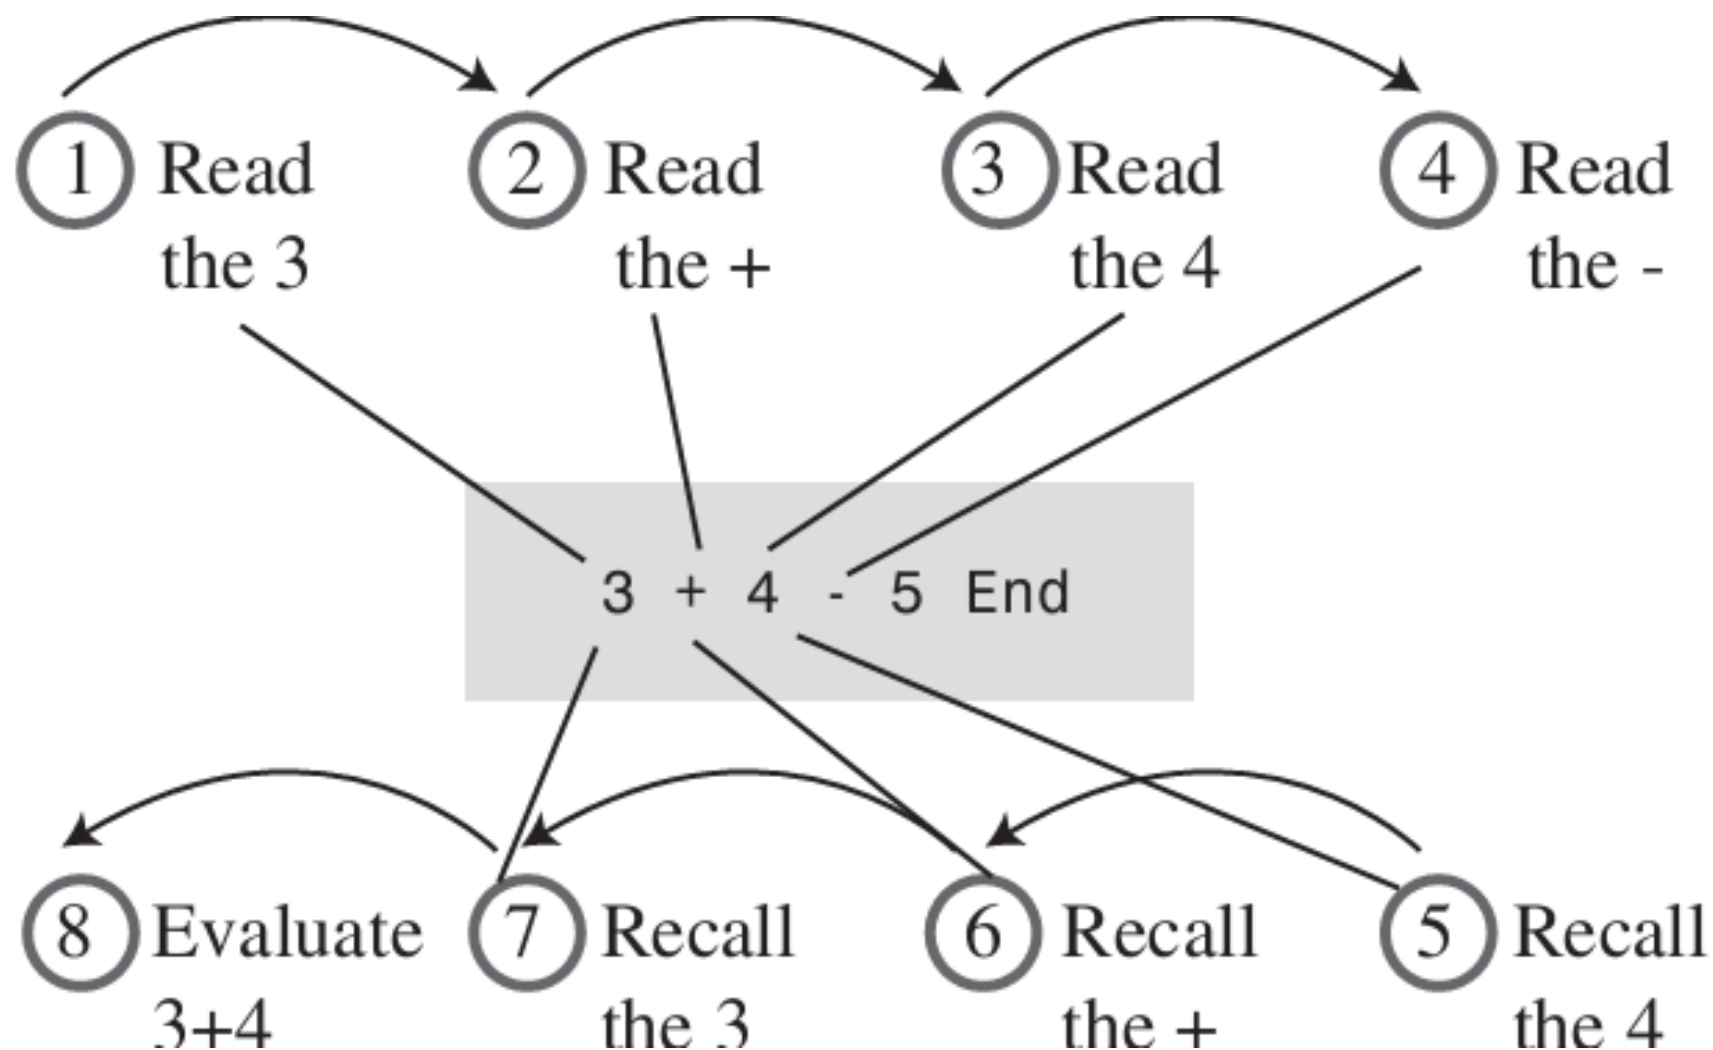 1 Read
the 3
2 Read
the +
3 Read
the 4
4 Read
the -
3 + 4 - 5 End
8 Evaluate
3+4
7 Recall
the 3
6 Recall
the +
5 Recall
the 4